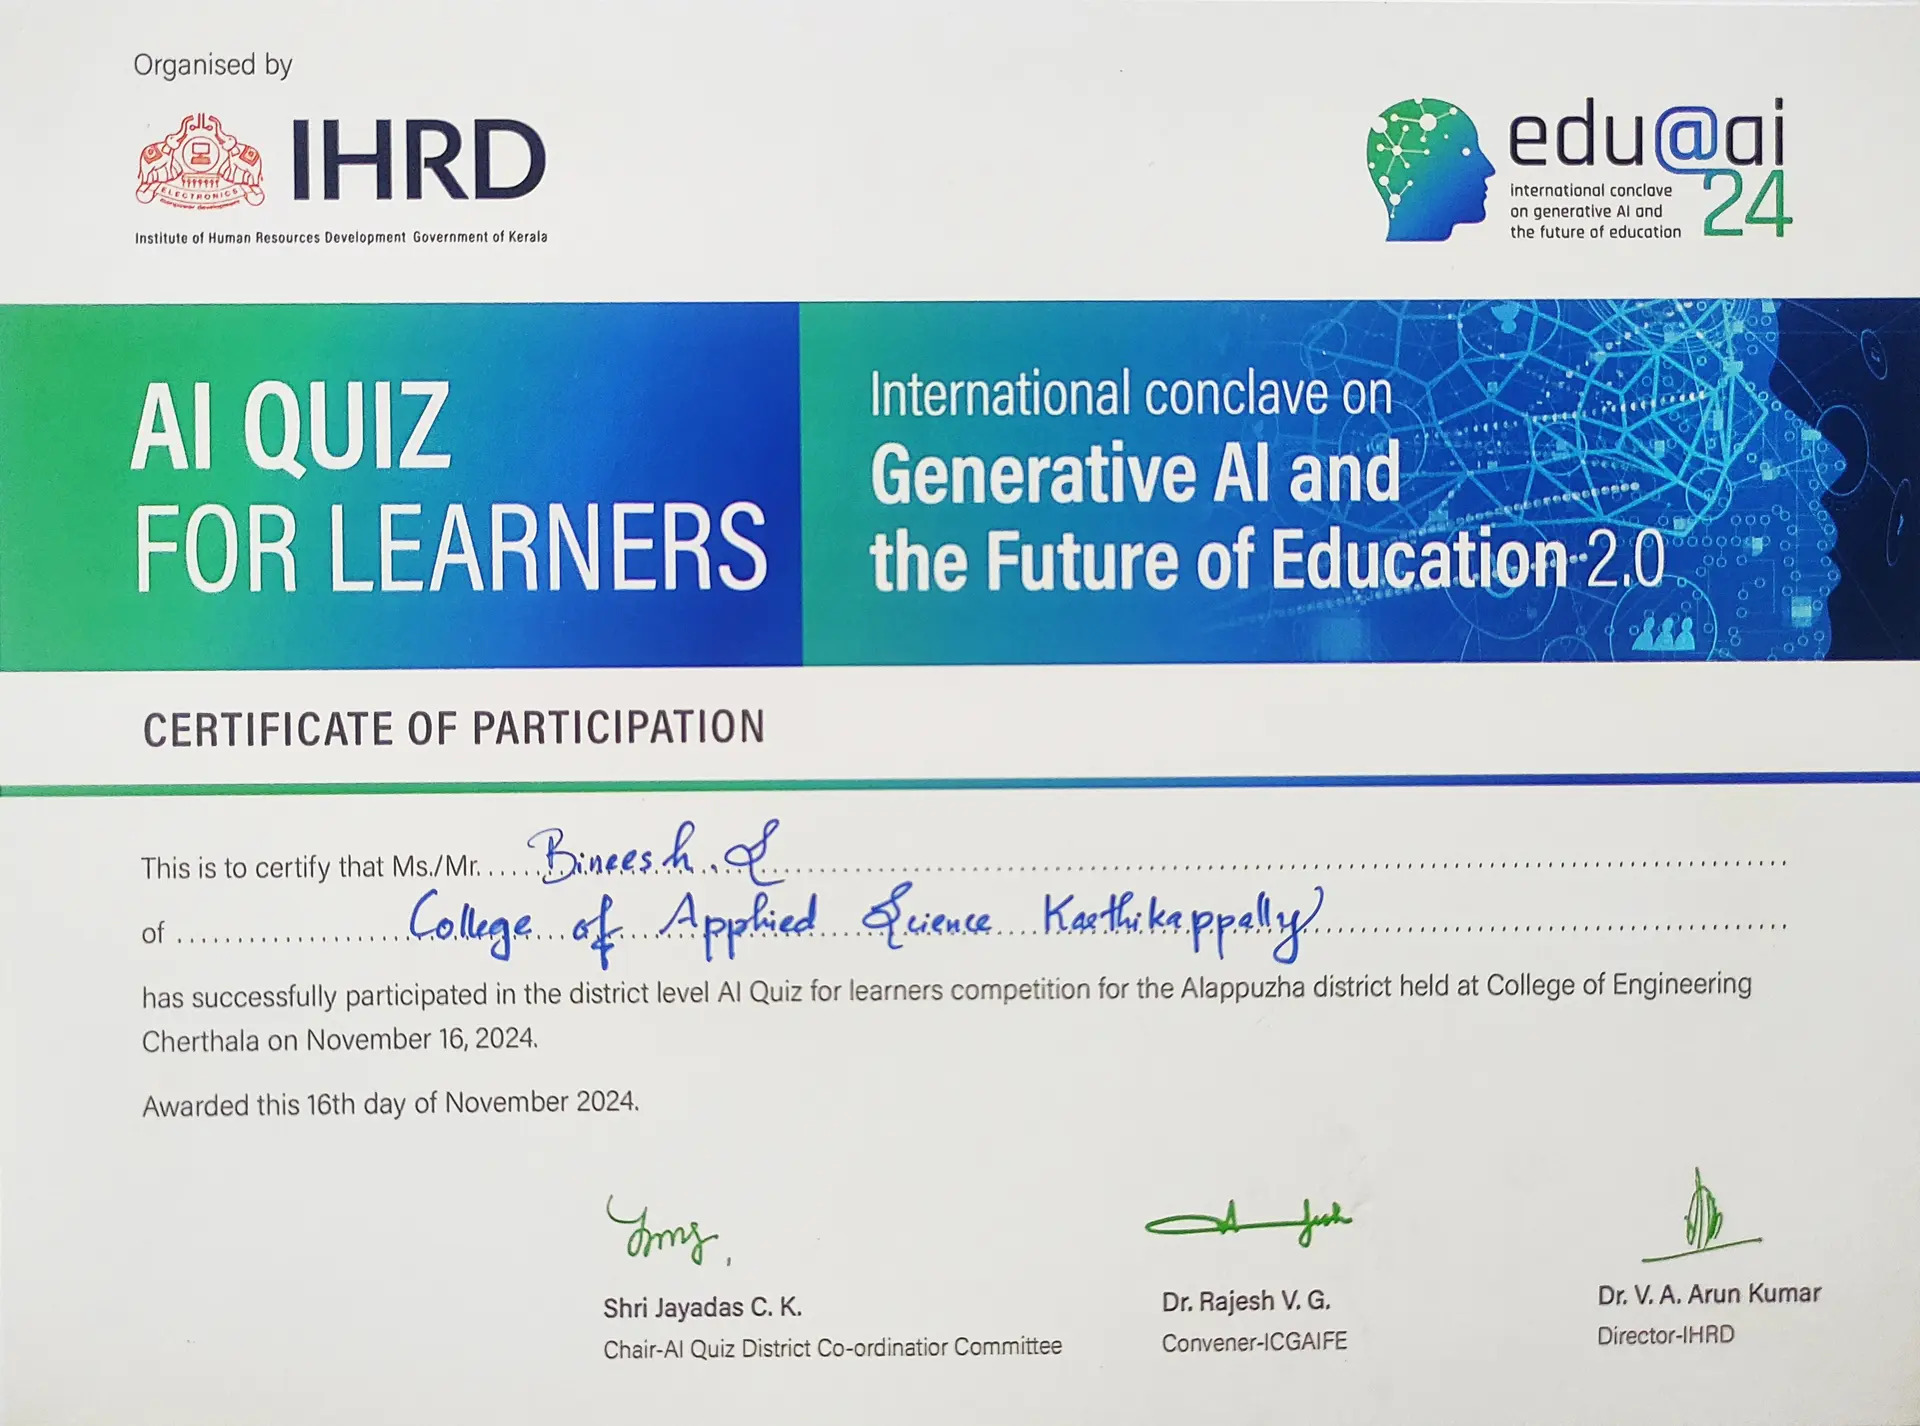 Organised by
IHRD
ELECTRONICS
Institute of Human Resources Development Government of Kerala
edu@ai
24
international conclave
on generative AI and
the future of education
AI QUIZ
FOR LEARNERS
International conclave on
Generative AI and
the Future of Education-2.0
CERTIFICATE OF PARTICIPATION
This is to certify that Ms./Mr. Bineesh. S
of College of Applied Science Karthikappally
has successfully participated in the district level AI Quiz for learners competition for the Alappuzha district held at College of Engineering
Cherthala on November 16, 2024.
Awarded this 16th day of November 2024.
Shri Jayadas C. K.
Chair-AI Quiz District Co-ordinatior Committee
Dr. Rajesh V. G.
Convener-ICGAIFE
Dr. V. A. Arun Kumar
Director-IHRD